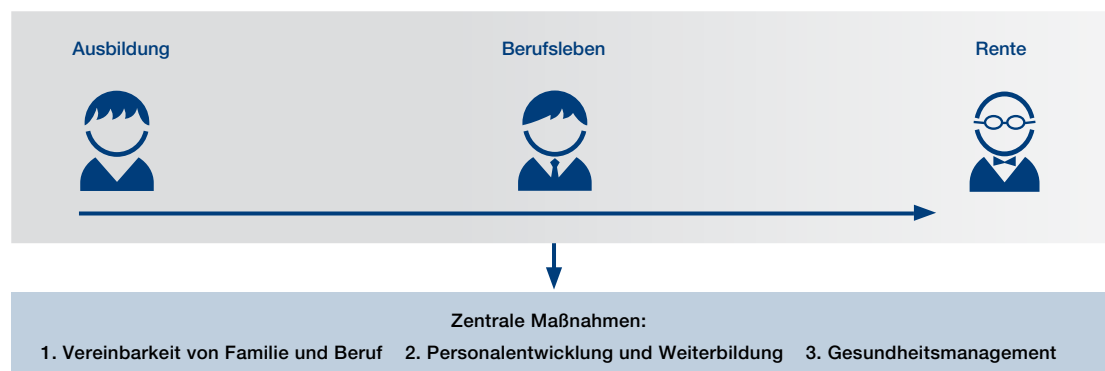 Ausbildung Berufsleben Rente
Zentrale Maßnahmen:
1. Vereinbarkeit von Familie und Beruf 2. Personalentwicklung und Weiterbildung 3. Gesundheitsmanagement